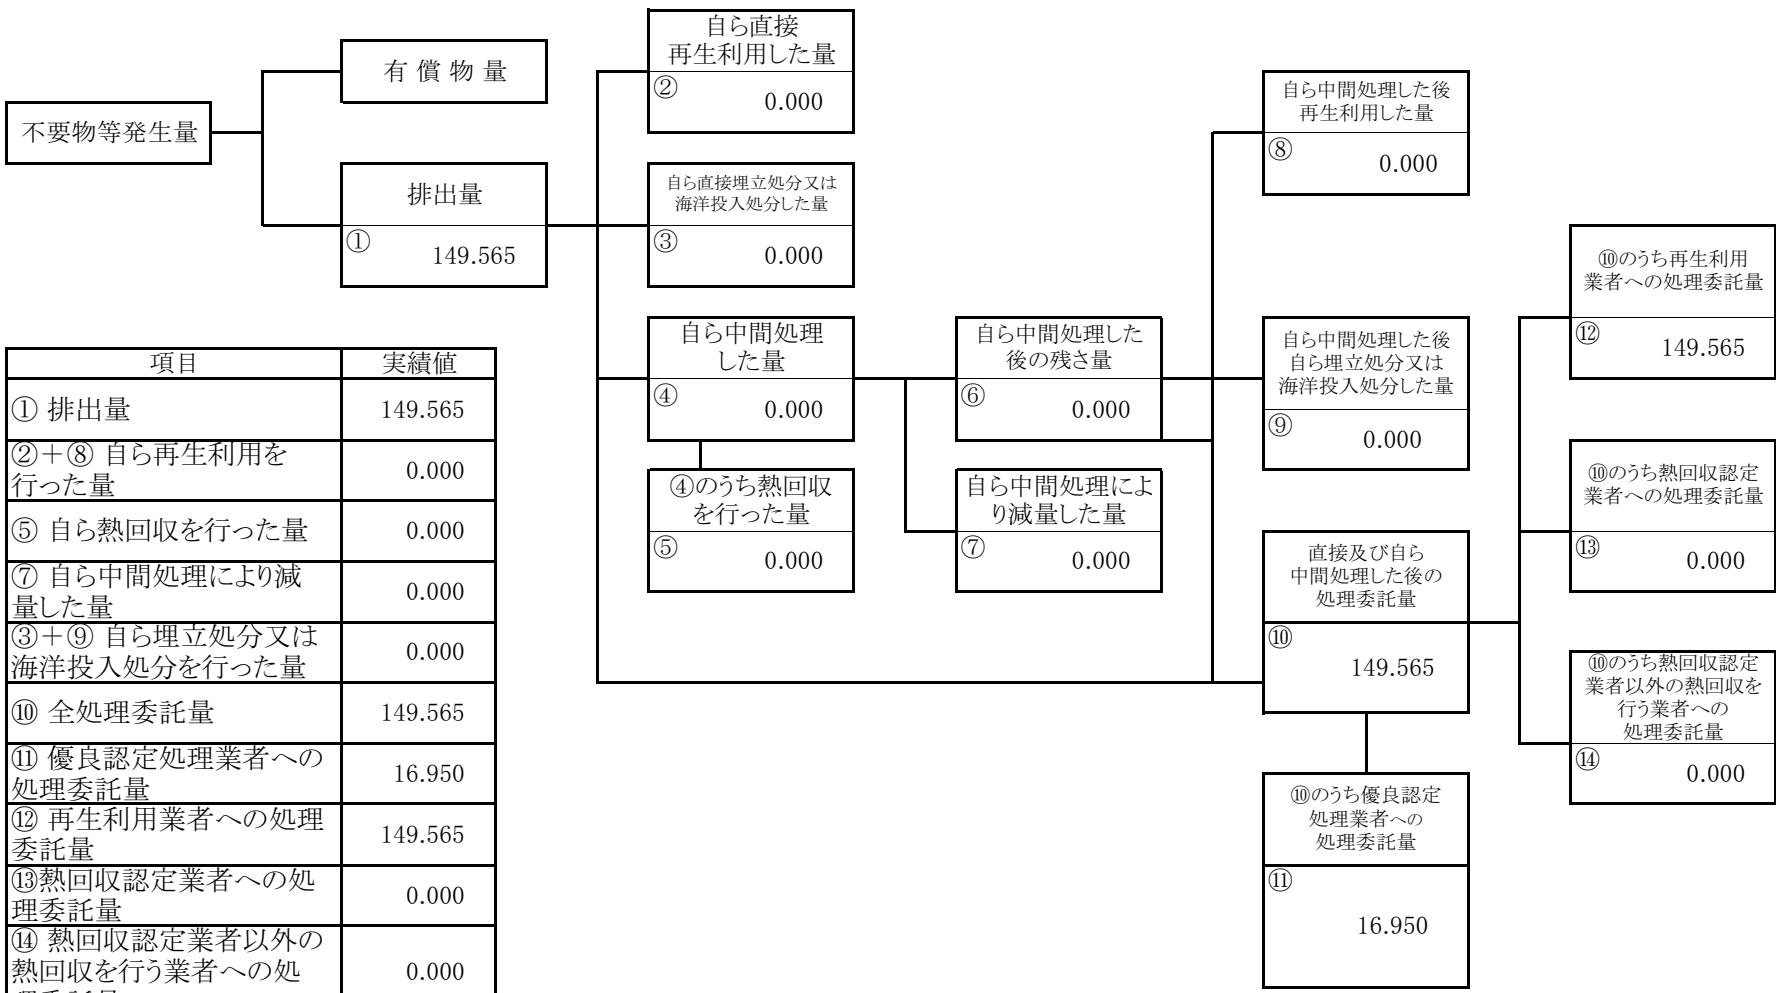 不要物等発生量
有償物量
排出量
①
149.565
自ら直接
再生利用した量
②
0.000
自ら直接埋立処分又は
海洋投入処分した量
③
0.000
自ら中間処理
した量
④
0.000
④のうち熱回収
を行った量
⑤
0.000
自ら中間処理した
後の残さ量
⑥
0.000
自ら中間処理によ
り減量した量
⑦
0.000
自ら中間処理した後
再生利用した量
⑧
0.000
自ら中間処理した後
自ら埋立処分又は
海洋投入処分した量
⑨
0.000
直接及び自ら
中間処理した後の
処理委託量
⑩
149.565
⑩のうち優良認定
処理業者への
処理委託量
⑪
16.950
⑩のうち再生利用
業者への処理委託量
⑫
149.565
⑩のうち熱回収認定
業者への処理委託量
⑬
0.000
⑩のうち熱回収認定
業者以外の熱回収を
行う業者への
処理委託量
⑭
0.000
項目 実績値
① 排出量 149.565
②＋⑧ 自ら再生利用を
行った量 0.000
⑤ 自ら熱回収を行った量 0.000
⑦ 自ら中間処理により減
量した量 0.000
③＋⑨ 自ら埋立処分又は
海洋投入処分を行った量 0.000
⑩ 全処理委託量 149.565
⑪ 優良認定処理業者への
処理委託量 16.950
⑫ 再生利用業者への処理
委託量 149.565
⑬熱回収認定業者への処
理委託量 0.000
⑭ 熱回収認定業者以外の
熱回収を行う業者への処 0.000